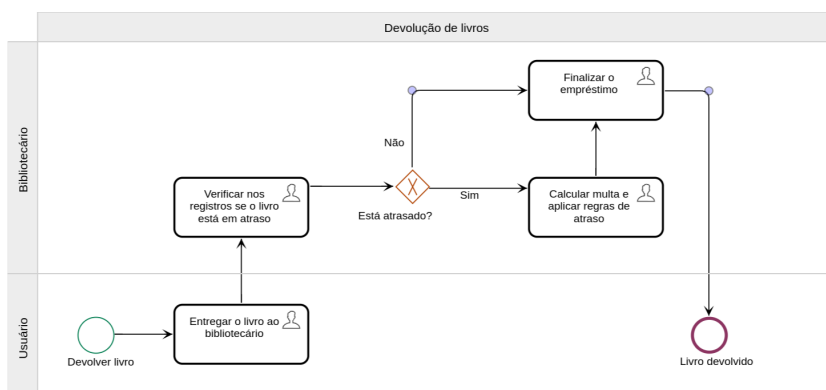 Devolução de livros
Bibliotecário
Finalizar o
empréstimo
Não
Verificar nos
registros se o livro
está em atraso
Está atrasado?
Sim
Calcular multa e
aplicar regras de
atraso
Usuário
Devolver livro
Entregar o livro ao
bibliotecário
Livro devolvido